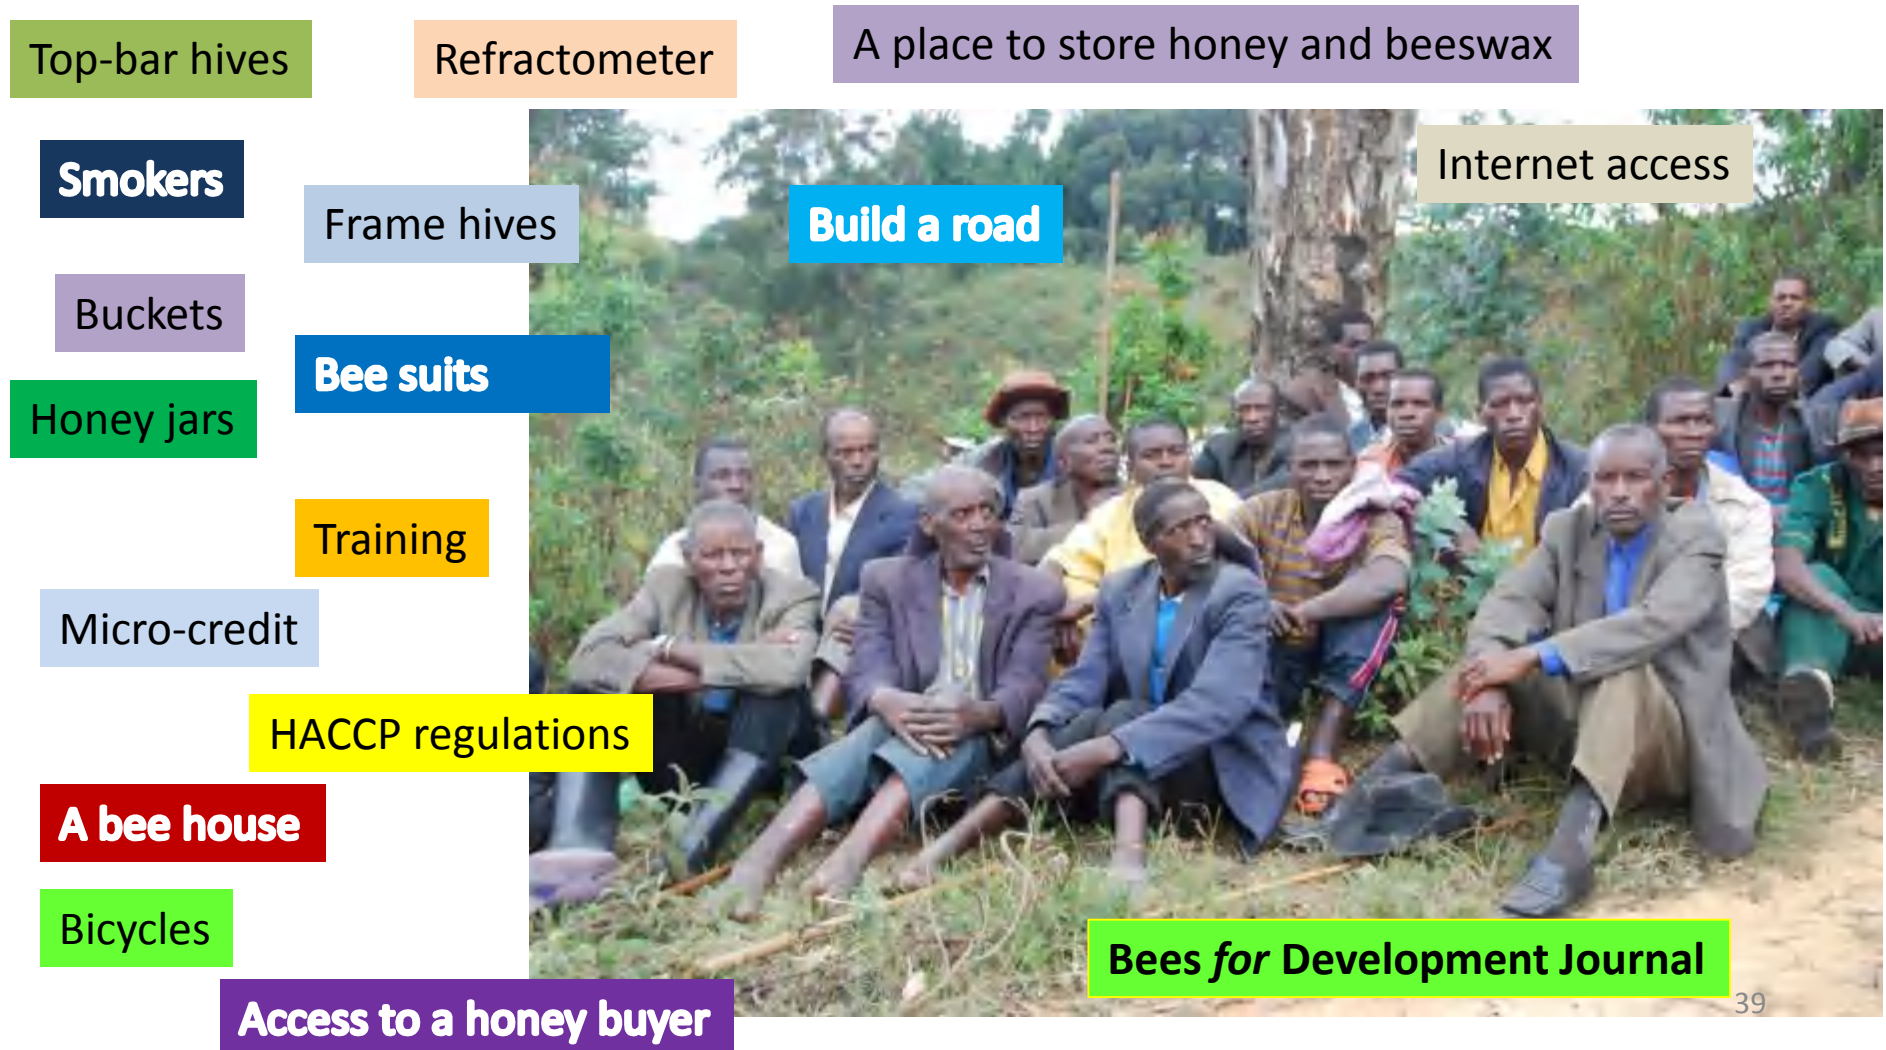 Top-bar hives
Refractometer
A place to store honey and beeswax
Internet access
Smokers
Frame hives
Build a road
Buckets
Bee suits
Honey jars
Training
Micro-credit
HACCP regulations
A bee house
Bicycles
Bees for Development Journal
39
Access to a honey buyer